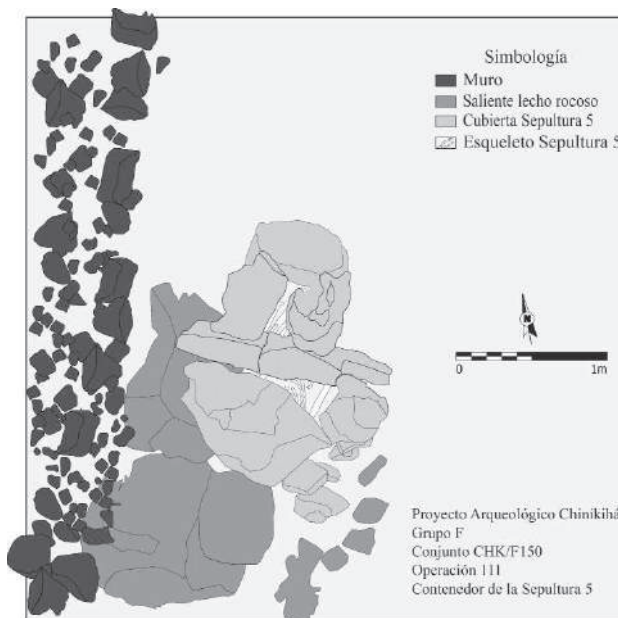 Simbología
Muro
Saliente lecho rocoso
Cubierta Sepultura 5
Esqueleto Sepultura 5
N
0 1m
Proyecto Arqueológico Chinikihá
Grupo F
Conjunto CHK/F150
Operación 111
Contenedor de la Sepultura 5